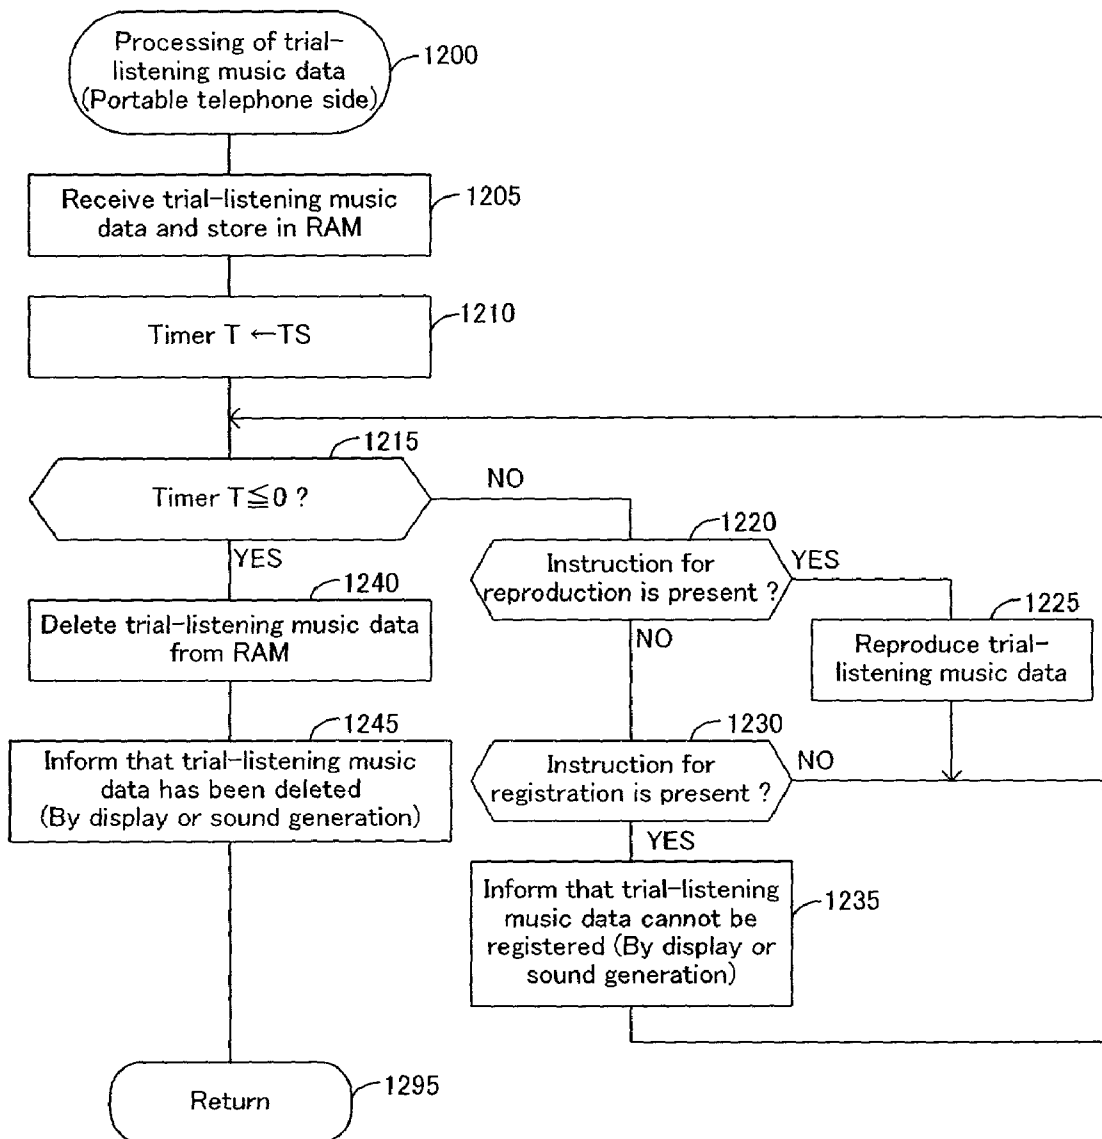 Processing of trial-
listening music data
(Portable telephone side)
1200
Receive trial-listening music
data and store in RAM
1205
Timer T ←TS
1210
1215
Timer T≦0 ?
NO
YES
1220
Instruction for
reproduction is present ?
YES
NO
1225
Reproduce trial-
listening music data
1240
Delete trial-listening music data
from RAM
1230
Instruction for
registration is present ?
NO
YES
1245
Inform that trial-listening music
data has been deleted
(By display or sound generation)
Inform that trial-listening
music data cannot be
registered (By display or
sound generation)
1235
Return
1295